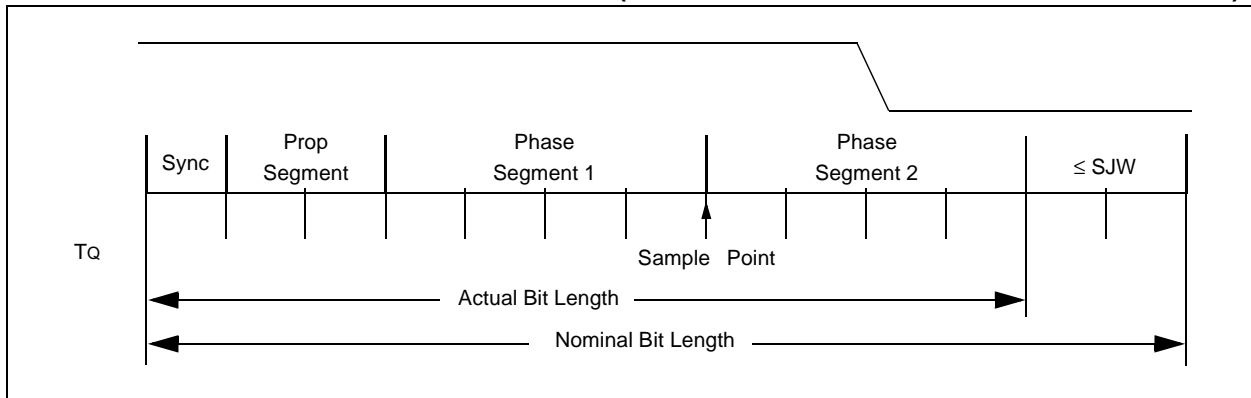 Sync
Prop
Segment
Phase
Segment 1
Phase
Segment 2
≤ SJW
TQ
Sample Point
Actual Bit Length
Nominal Bit Length